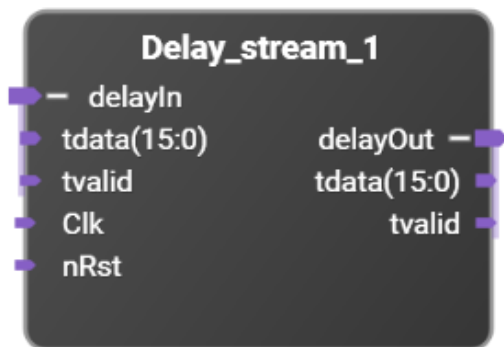 Delay_stream_1
delayIn
tdata(15:0)
tvalid
Clk
nRst
delayOut
tdata(15:0)
tvalid